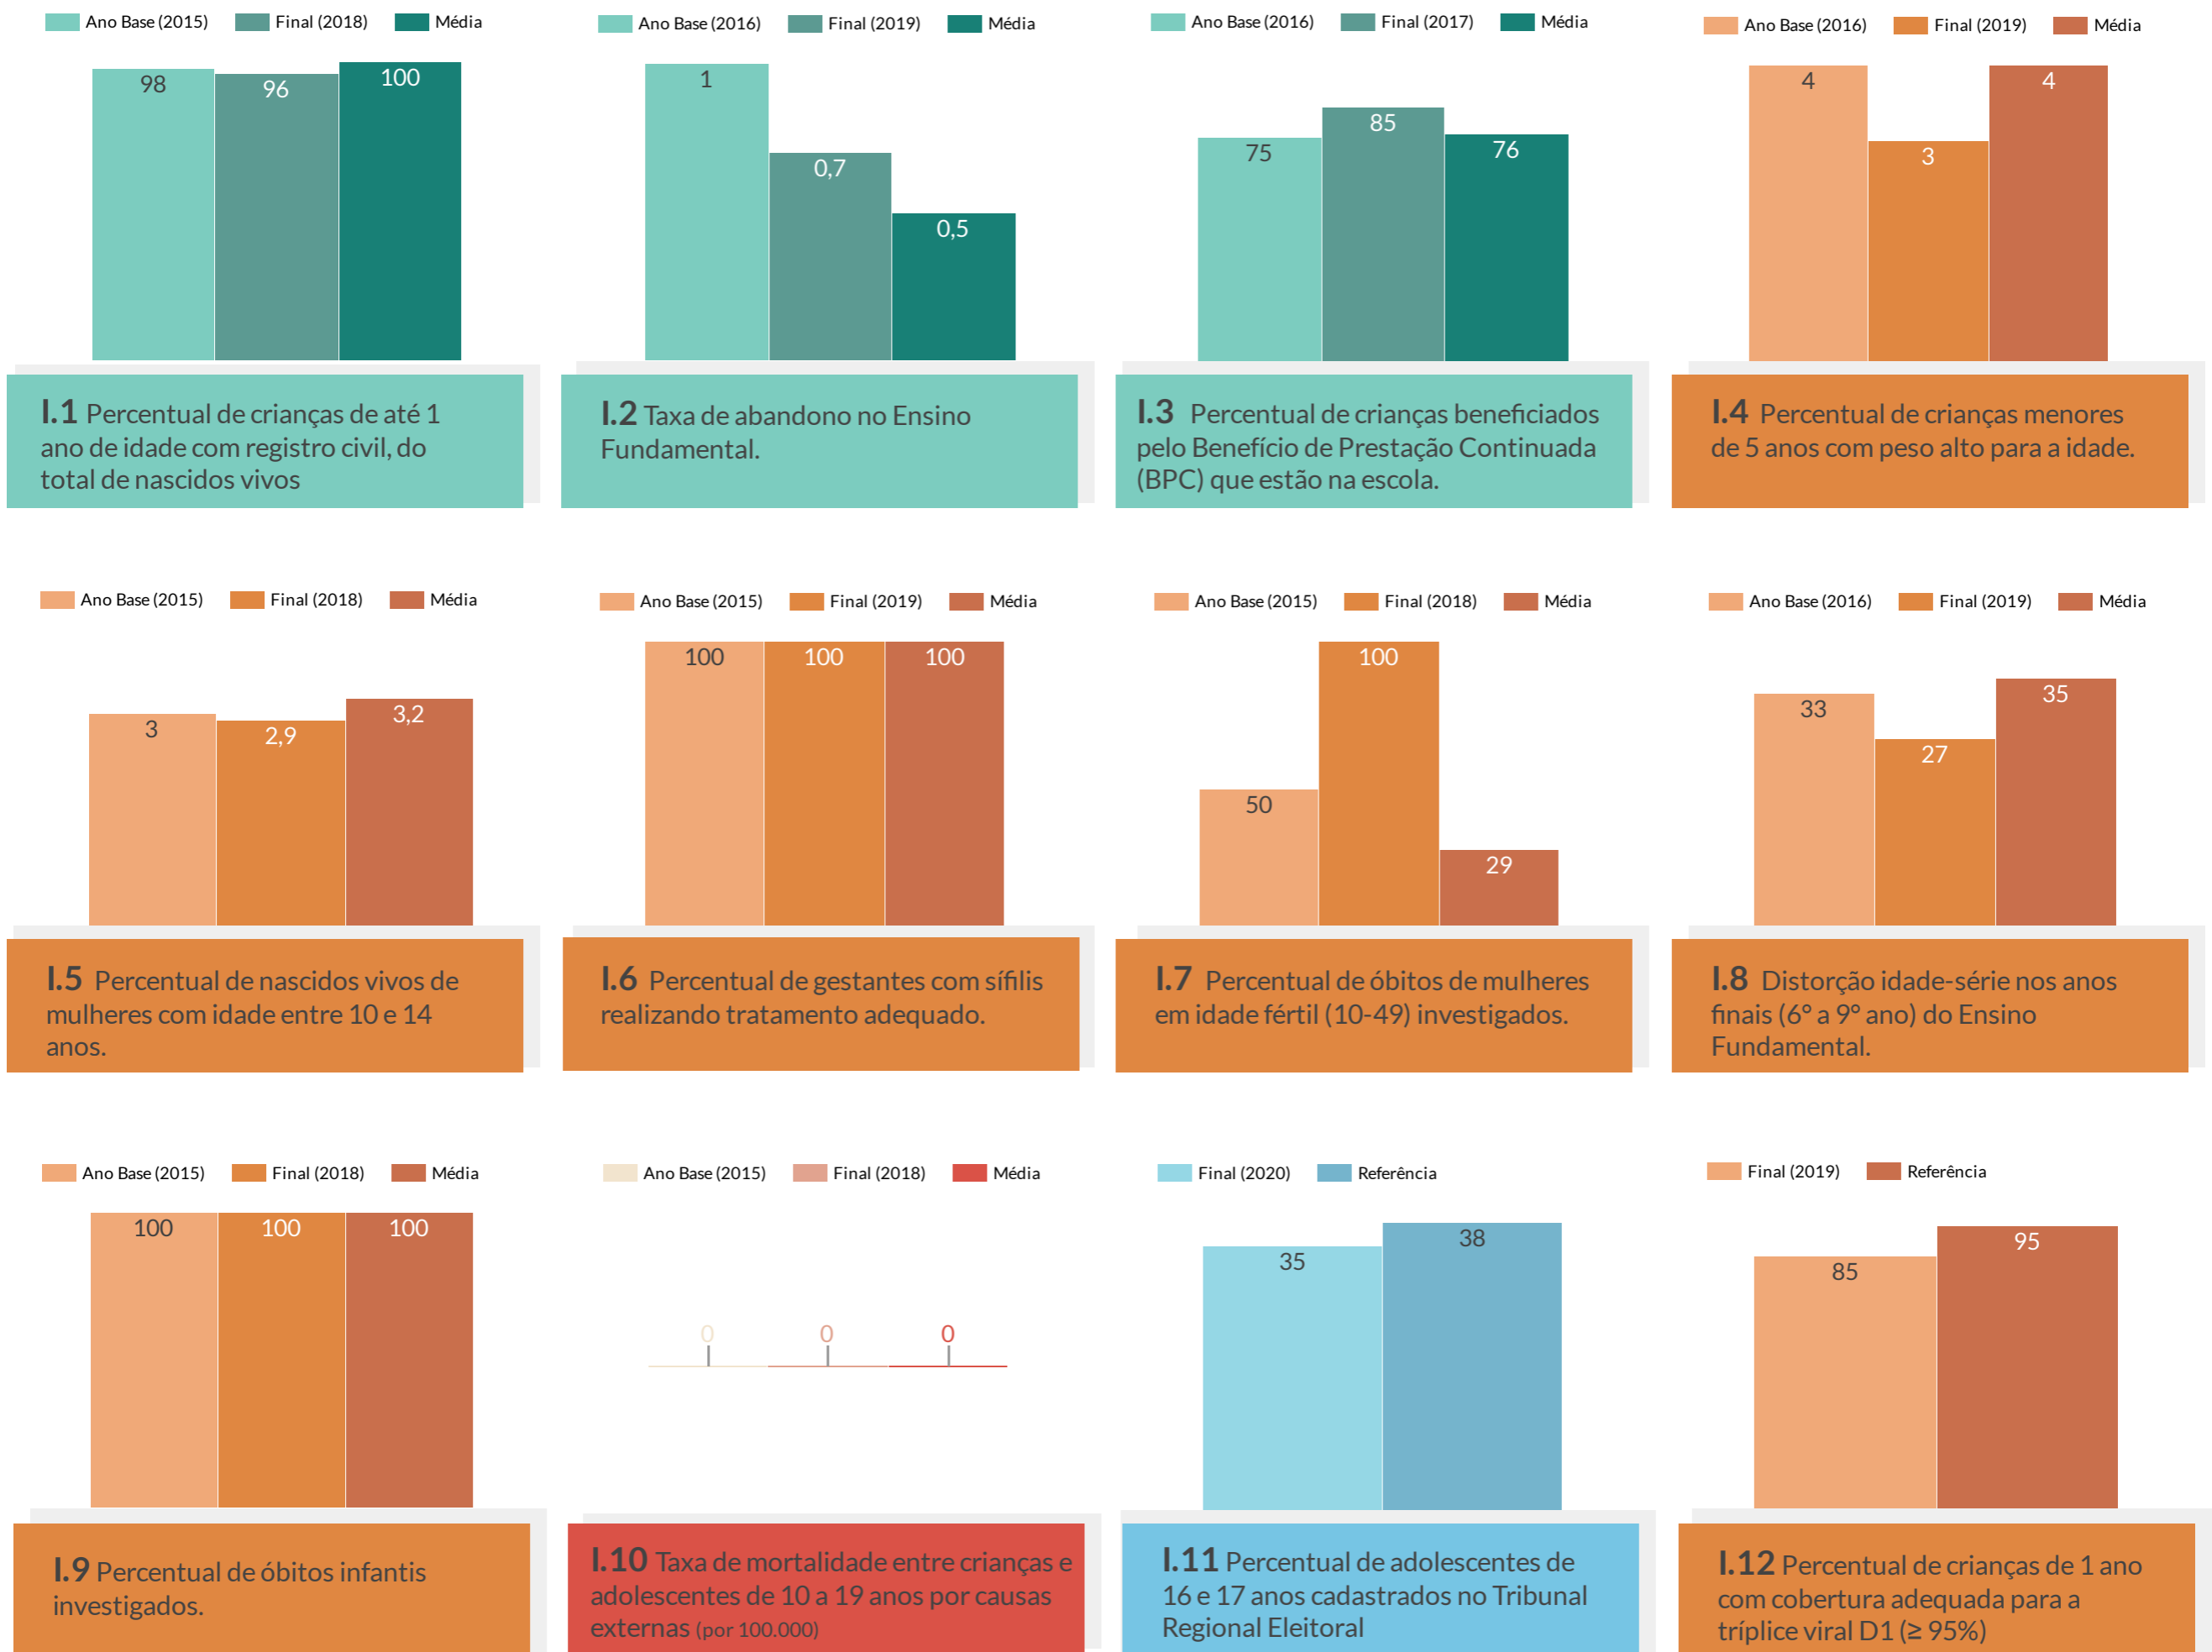 Ano Base (2015) Final (2018) Média
98 96 100
I.1 Percentual de crianças de até 1
ano de idade com registro civil, do
total de nascidos vivos
Ano Base (2016) Final (2019) Média
1 0,7 0,5
I.2 Taxa de abandono no Ensino
Fundamental.
Ano Base (2016) Final (2017) Média
75 85 76
I.3 Percentual de crianças beneficiados
pelo Benefício de Prestação Continuada
(BPC) que estão na escola.
Ano Base (2016) Final (2019) Média
4 3 4
I.4 Percentual de crianças menores
de 5 anos com peso alto para a idade.
Ano Base (2015) Final (2018) Média
3 2,9 3,2
I.5 Percentual de nascidos vivos de
mulheres com idade entre 10 e 14
anos.
Ano Base (2015) Final (2019) Média
100 100 100
I.6 Percentual de gestantes com sífilis
realizando tratamento adequado.
Ano Base (2015) Final (2018) Média
50 100 29
I.7 Percentual de óbitos de mulheres
em idade fértil (10-49) investigados.
Ano Base (2016) Final (2019) Média
33 27 35
I.8 Distorção idade-série nos anos
finais (6° a 9° ano) do Ensino
Fundamental.
Ano Base (2015) Final (2018) Média
100 100 100
I.9 Percentual de óbitos infantis
investigados.
Ano Base (2015) Final (2018) Média
0 0 0
I.10 Taxa de mortalidade entre crianças e
adolescentes de 10 a 19 anos por causas
externas (por 100.000)
Final (2020) Referência
35 38
I.11 Percentual de adolescentes de
16 e 17 anos cadastrados no Tribunal
Regional Eleitoral
Final (2019) Referência
85 95
I.12 Percentual de crianças de 1 ano
com cobertura adequada para a
tríplice viral D1 (≥ 95%)